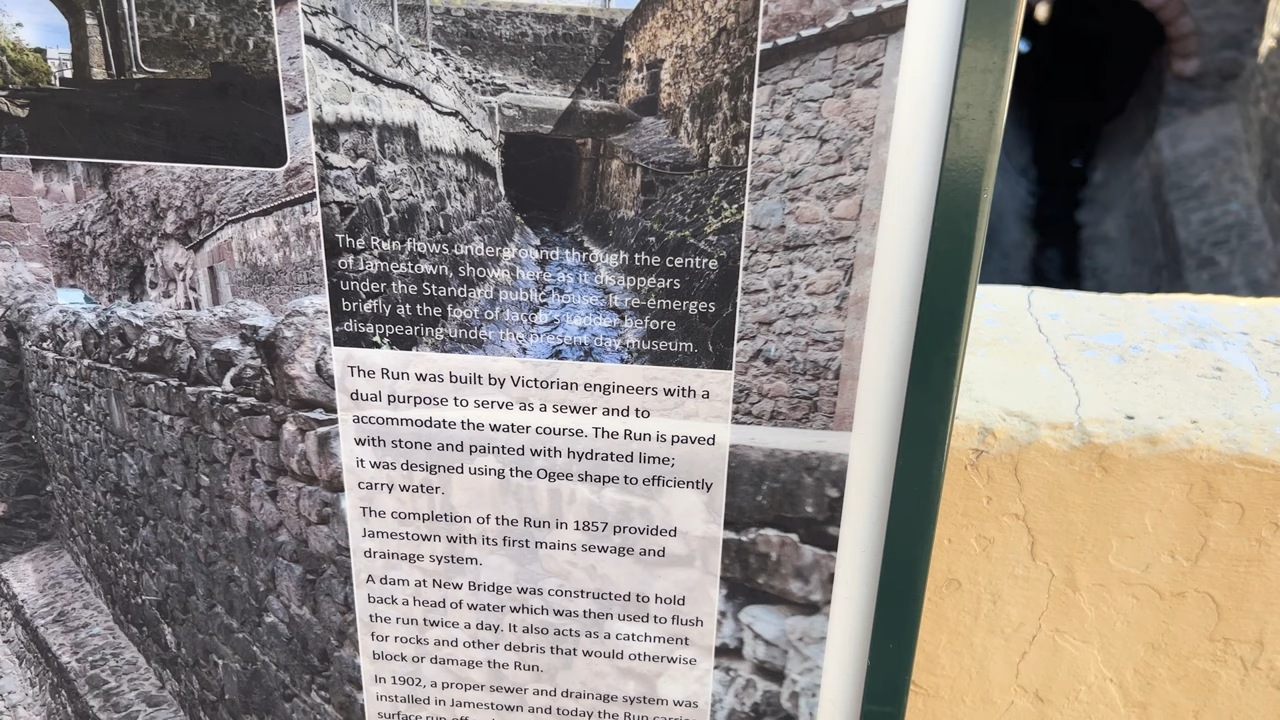 The Run flows underground through the centre
of Jamestown, shown here as it disappears
under the Standard public house. It re-emerges
briefly at the foot of Jacob's Ladder before
disappearing under the present day museum.
The Run was built by Victorian engineers with a
dual purpose to serve as a sewer and to
accommodate the water course. The Run is paved
with stone and painted with hydrated lime;
it was designed using the Ogee shape to efficiently
carry water.
The completion of the Run in 1857 provided
Jamestown with its first mains sewage and
drainage system.
A dam at New Bridge was constructed to hold
back a head of water which was then used to flush
the run twice a day. It also acts as a catchment
for rocks and other debris that would otherwise
block or damage the Run.
In 1902, a proper sewer and drainage system was
installed in Jamestown and today the Run carries
surface run off